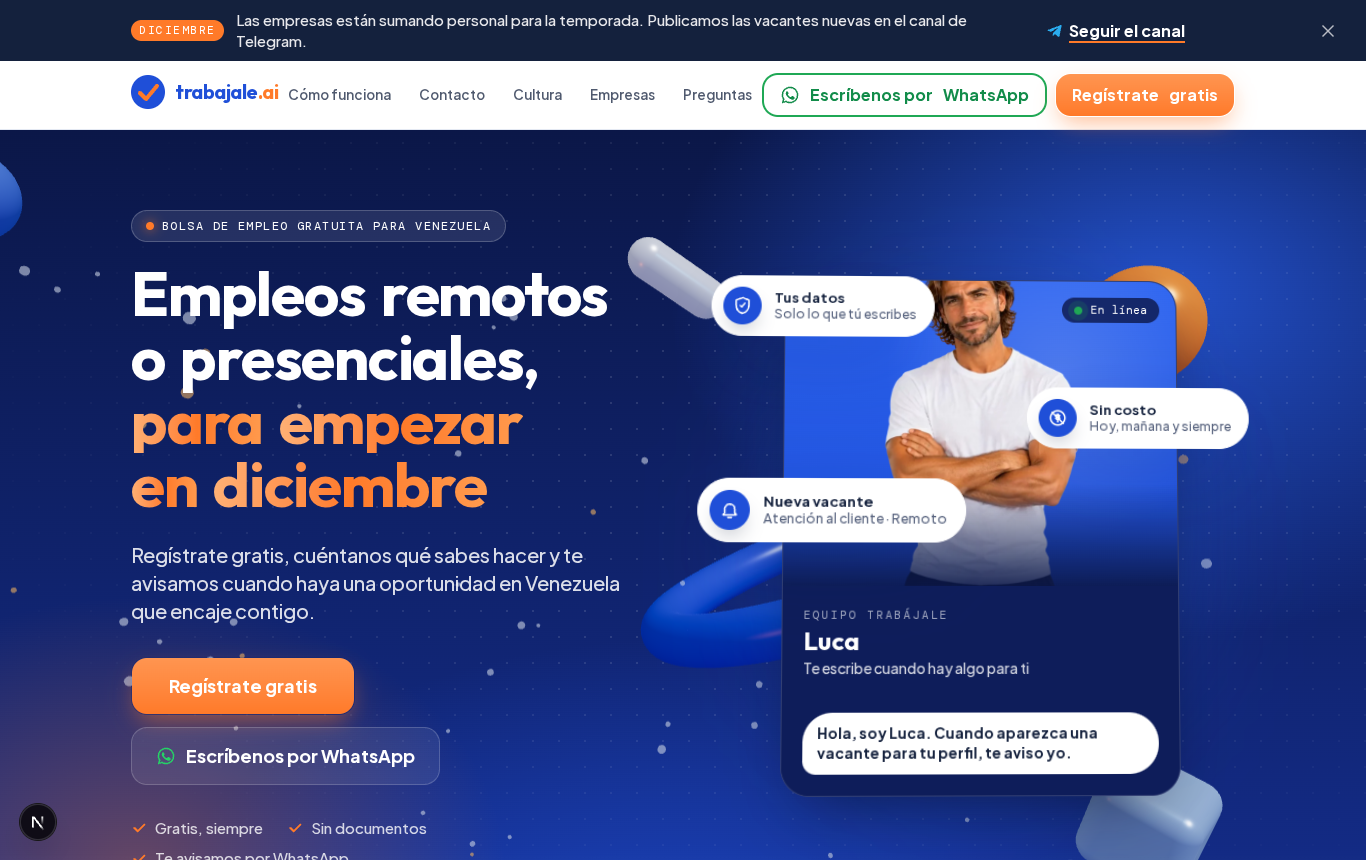 DICIEMBRE
Las empresas están sumando personal para la temporada. Publicamos las vacantes nuevas en el canal de
Telegram.
Seguir el canal
trabajale.ai
Cómo funciona
Contacto
Cultura
Empresas
Preguntas
Escríbenos por WhatsApp
Regístrate gratis
BOLSA DE EMPLEO GRATUITA PARA VENEZUELA
Empleos remotos
o presenciales,
para empezar
en diciembre
Regístrate gratis, cuéntanos qué sabes hacer y te
avisamos cuando haya una oportunidad en Venezuela
que encaje contigo.
Regístrate gratis
Escríbenos por WhatsApp
Gratis, siempre
Sin documentos
Te avisamos por WhatsApp
Tus datos
Solo lo que tú escribes
En línea
Sin costo
Hoy, mañana y siempre
Nueva vacante
Atención al cliente · Remoto
EQUIPO TRABÁJALE
Luca
Te escribe cuando hay algo para ti
Hola, soy Luca. Cuando aparezca una
vacante para tu perfil, te aviso yo.
N